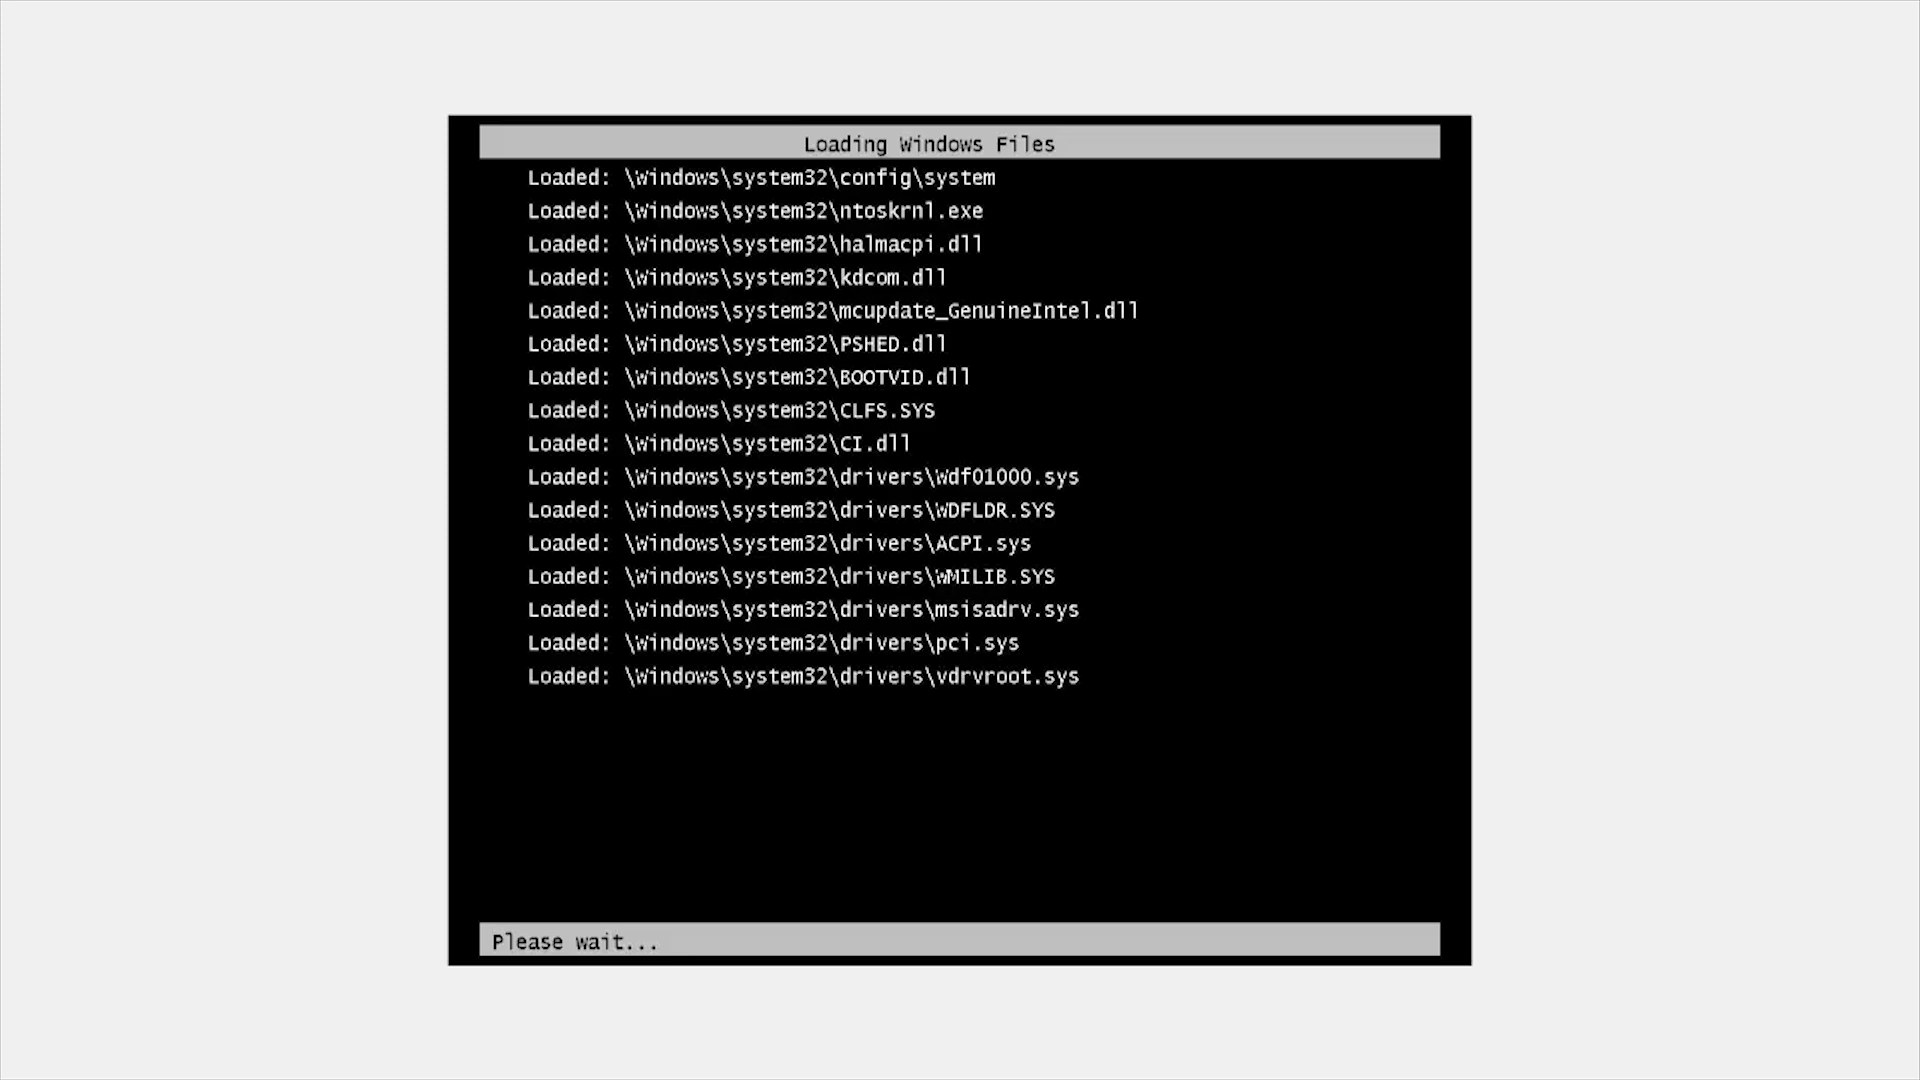 Loading Windows Files
Loaded: \Windows\system32\config\system
Loaded: \Windows\system32\ntoskrnl.exe
Loaded: \Windows\system32\halmacpi.dll
Loaded: \Windows\system32\kdcom.dll
Loaded: \Windows\system32\mcupdate_GenuineIntel.dll
Loaded: \Windows\system32\PSHED.dll
Loaded: \Windows\system32\BOOTVID.dll
Loaded: \Windows\system32\CLFS.SYS
Loaded: \Windows\system32\CI.dll
Loaded: \Windows\system32\drivers\Wdf01000.sys
Loaded: \Windows\system32\drivers\WDFLDR.SYS
Loaded: \Windows\system32\drivers\ACPI.sys
Loaded: \Windows\system32\drivers\WMILIB.SYS
Loaded: \Windows\system32\drivers\msisadrv.sys
Loaded: \Windows\system32\drivers\pci.sys
Loaded: \Windows\system32\drivers\vdrvroot.sys
Please wait...